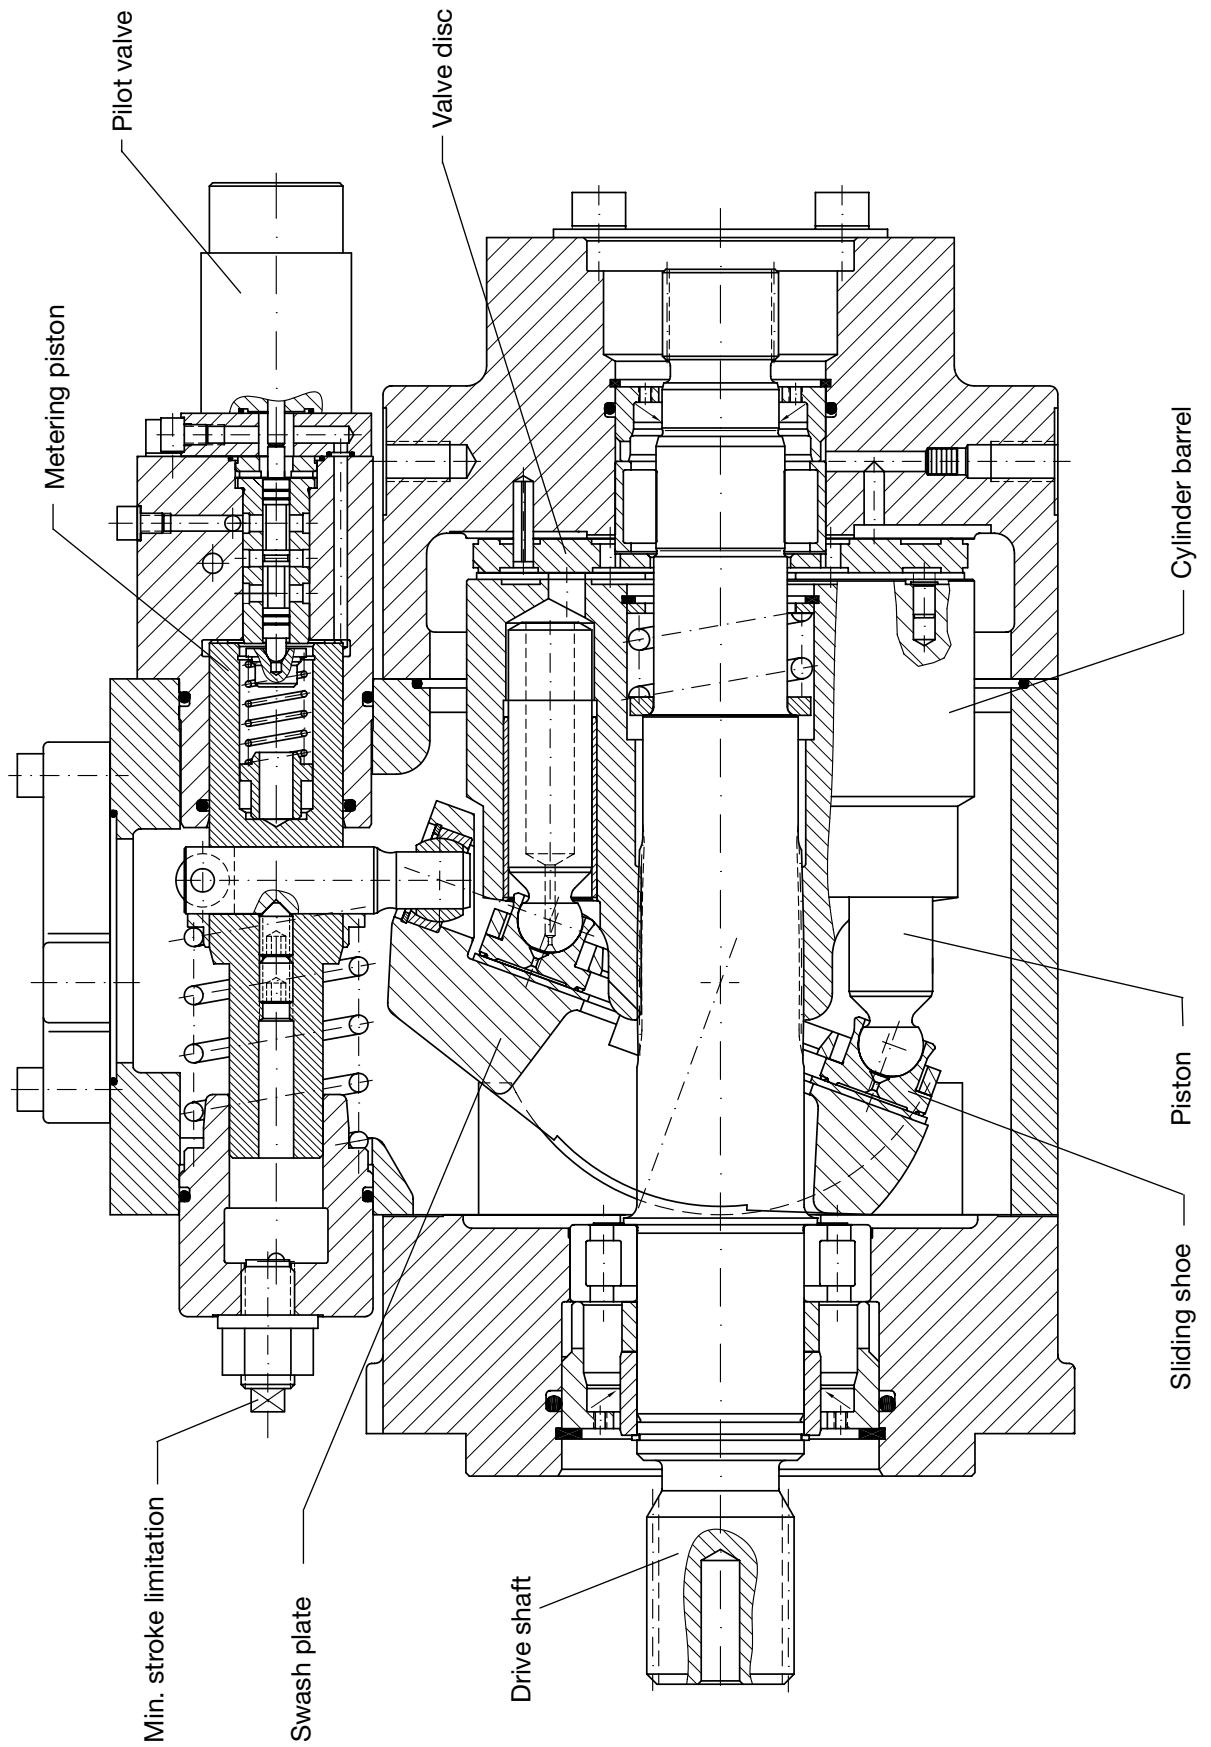 Pilot valve
Valve disc
Metering piston
Cylinder barrel
Piston
Sliding shoe
Min. stroke limitation
Swash plate
Drive shaft